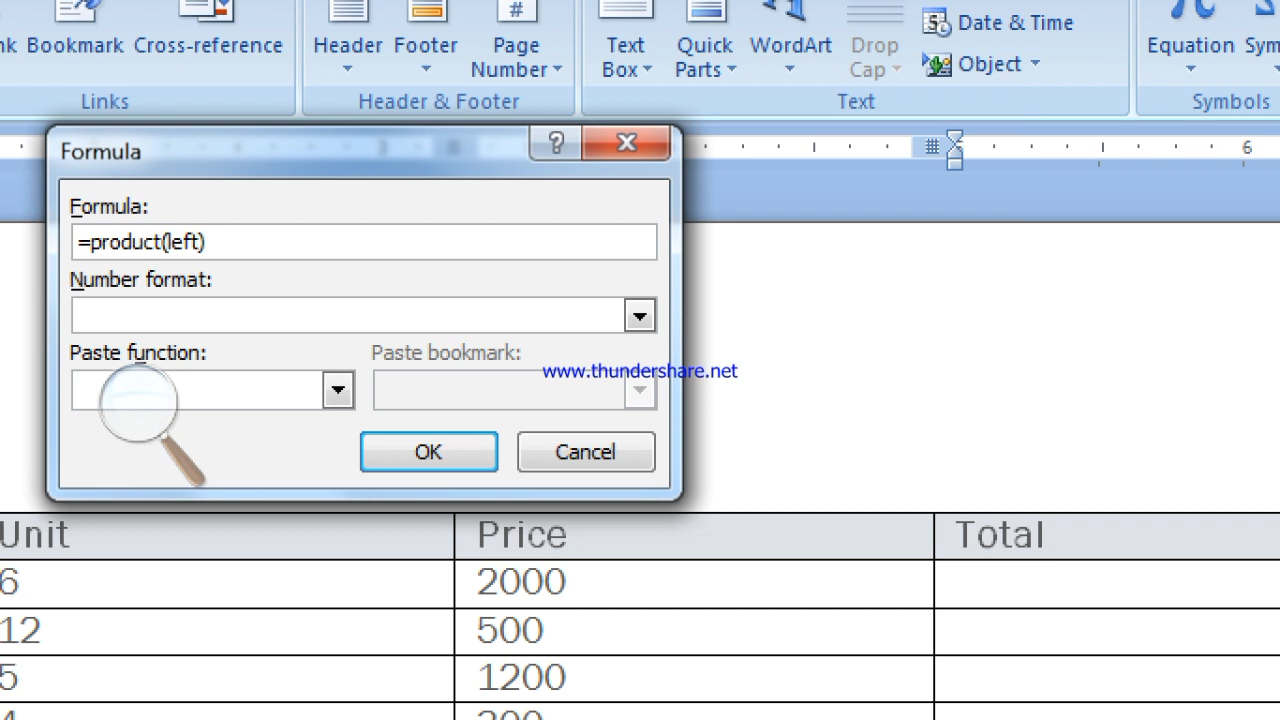 Bookmark Cross-reference Header Footer Page Number Text Box Quick Parts WordArt Drop Cap Date & Time Object Equation
Links Header & Footer Text Symbols
6
Formula
?
Formula:
=product(left)
Number format:
Paste function: Paste bookmark:
www.thundershare.net
OK Cancel
Unit Price Total
6 2000
12 500
5 1200